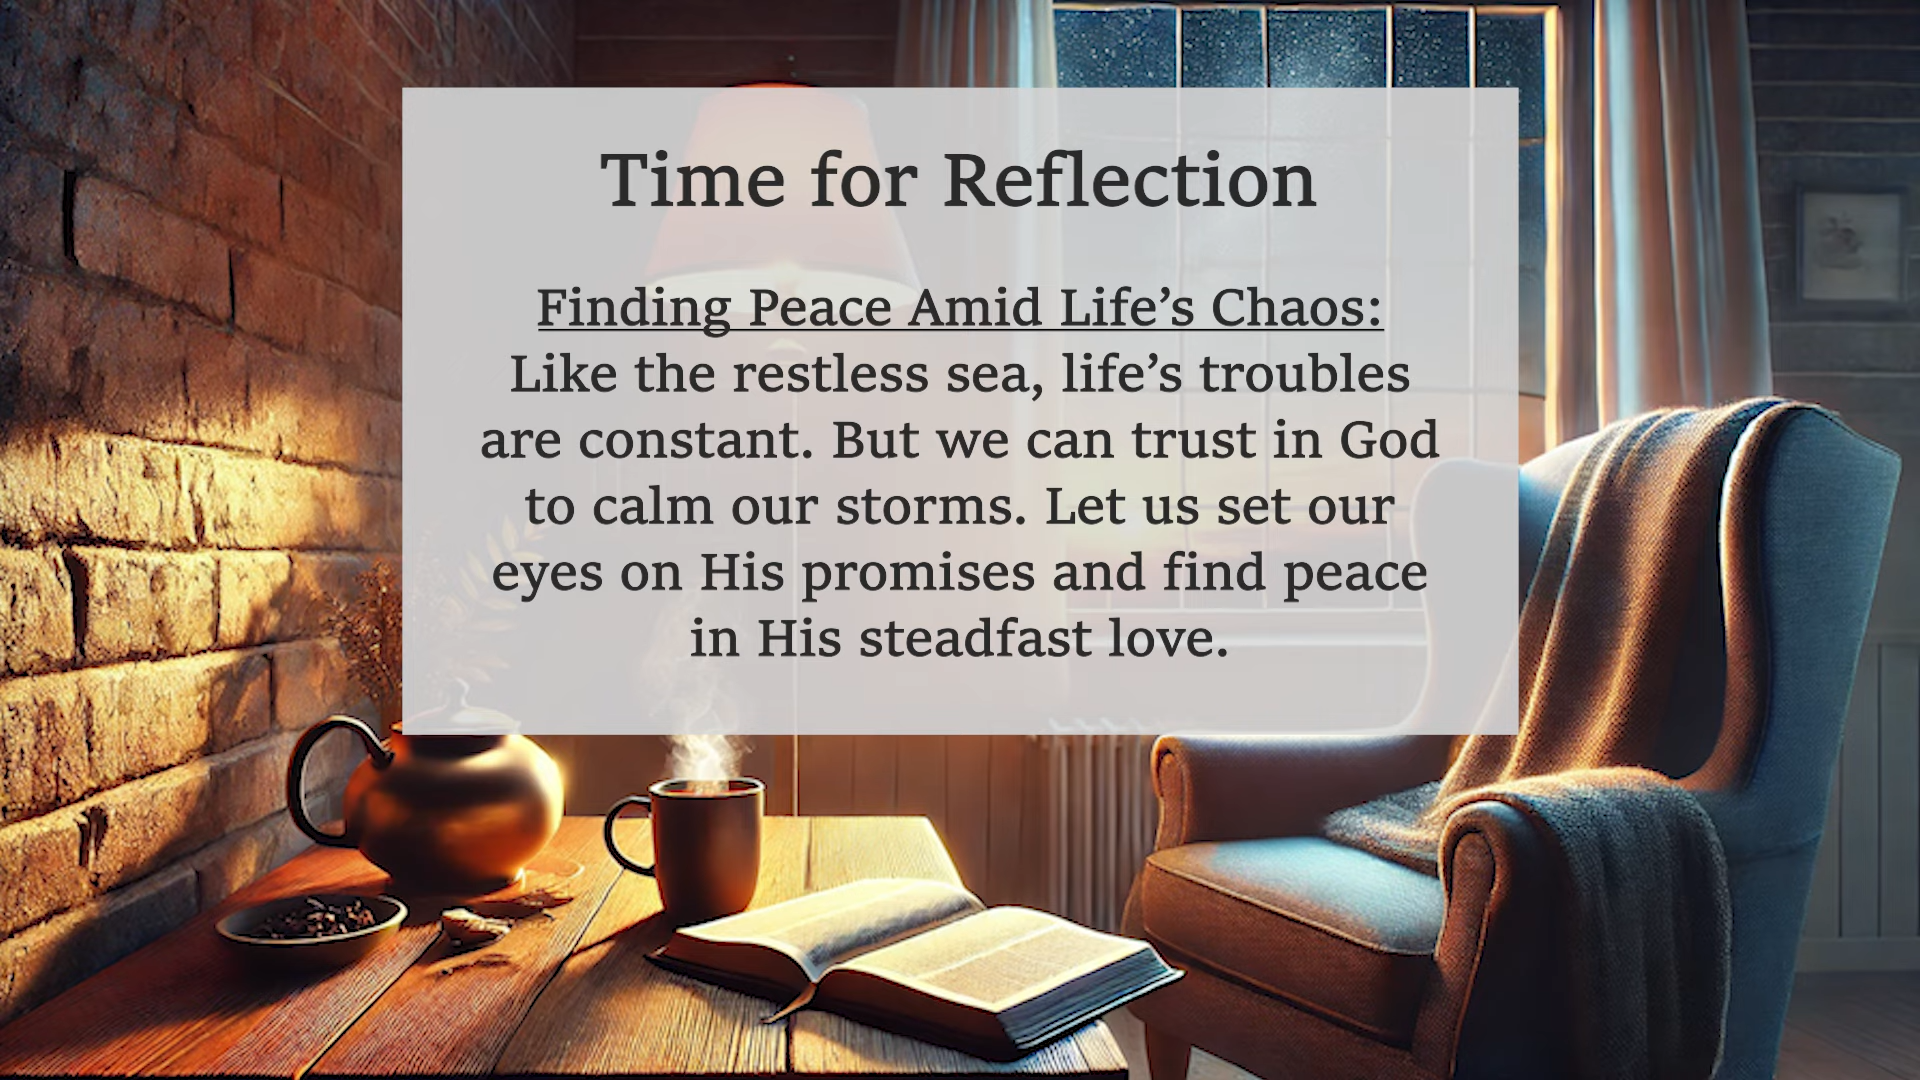 Time for Reflection
Finding Peace Amid Life’s Chaos:
Like the restless sea, life’s troubles
are constant. But we can trust in God
to calm our storms. Let us set our
eyes on His promises and find peace
in His steadfast love.